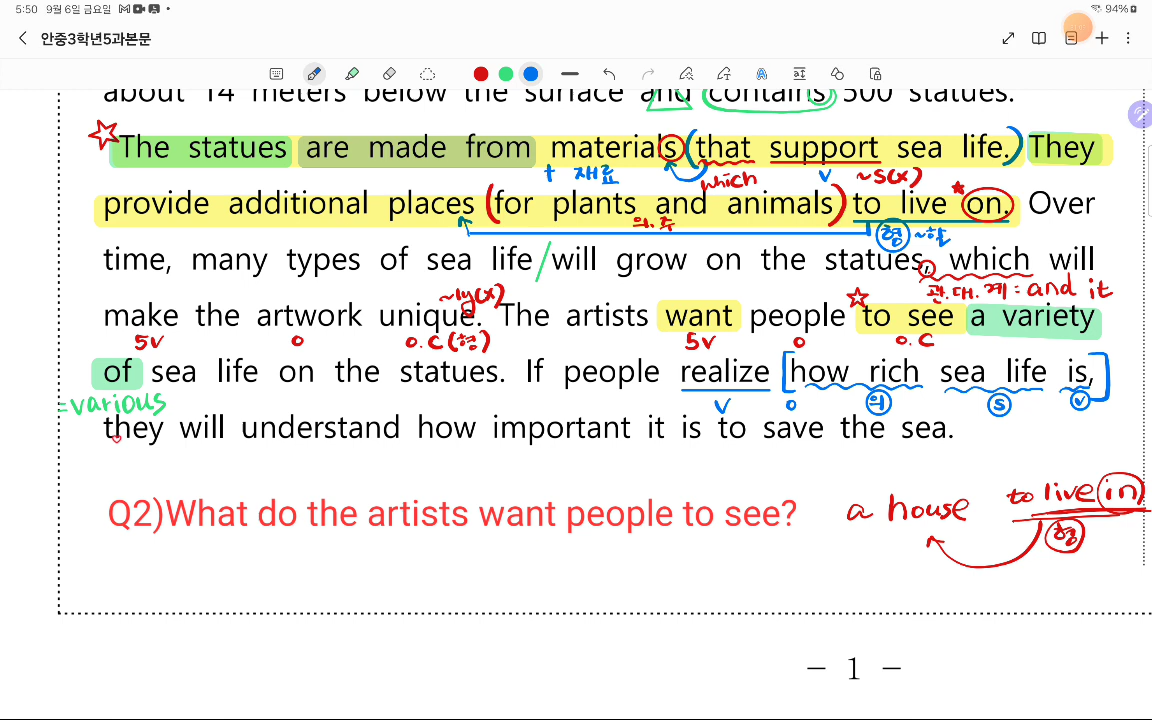 5:50 9월 6일 금요일 94%
안중3학년5과본문
about 14 meters below the surface and contains 500 statues.
The statues are made from materials (that support sea life.) They
+ 재료 which v ~s(x)
provide additional places (for plants and animals) to live on. Over
의.주 형 ~할
time, many types of sea life / will grow on the statues, which will
~ly(x) 관.대.계 : and it
make the artwork unique. The artists want people to see a variety
5V o o.c (형) 5V o o.c
of sea life on the statues. If people realize [how rich sea life is,]
=various v o 의 s v
they will understand how important it is to save the sea.
Q2)What do the artists want people to see? a house to live in
형
- 1 -